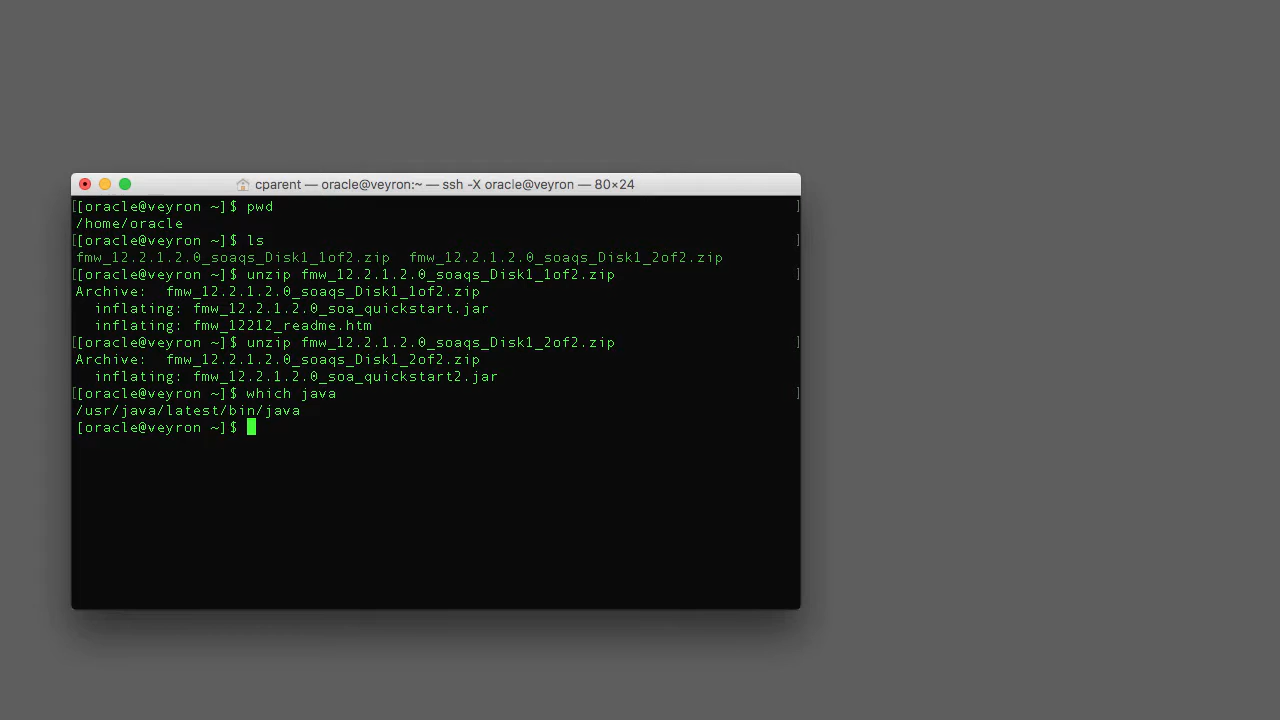 cparent — oracle@veyron:~ — ssh -X oracle@veyron — 80×24
[[oracle@veyron ~]$ pwd ]
/home/oracle
[[oracle@veyron ~]$ ls ]
fmw_12.2.1.2.0_soaqs_Disk1_1of2.zip  fmw_12.2.1.2.0_soaqs_Disk1_2of2.zip
[[oracle@veyron ~]$ unzip fmw_12.2.1.2.0_soaqs_Disk1_1of2.zip ]
Archive:  fmw_12.2.1.2.0_soaqs_Disk1_1of2.zip
  inflating: fmw_12.2.1.2.0_soa_quickstart.jar
  inflating: fmw_12212_readme.htm
[[oracle@veyron ~]$ unzip fmw_12.2.1.2.0_soaqs_Disk1_2of2.zip ]
Archive:  fmw_12.2.1.2.0_soaqs_Disk1_2of2.zip
  inflating: fmw_12.2.1.2.0_soa_quickstart2.jar
[[oracle@veyron ~]$ which java ]
/usr/java/latest/bin/java
[oracle@veyron ~]$